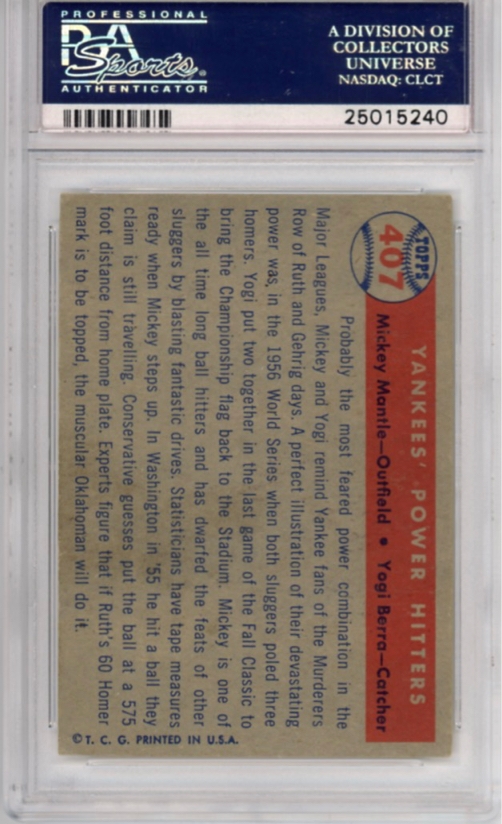 PROFESSIONAL
PSA
Sports
AUTHENTICATOR
A DIVISION OF
COLLECTORS
UNIVERSE
NASDAQ: CLCT
25015240
TOPPS
407
YANKEES' POWER HITTERS
Mickey Mantle—Outfield • Yogi Berra—Catcher
Probably the most feared power combination in the
Major Leagues, Mickey and Yogi remind Yankee fans of the Murderers
Row of Ruth and Gehrig days. A perfect illustration of their devastating
power was, in the 1956 World Series when both sluggers poled three
homers. Yogi put two together in the last game of the Fall Classic to
bring the Championship flag back to the Stadium. Mickey is one of
the all time long ball hitters and has dwarfed the feats of other
sluggers by blasting fantastic drives. Statisticians have tape measures
ready when Mickey steps up. In Washington in '55 he hit a ball they
claim is still travelling. Conservative guesses put the ball at a 575
foot distance from home plate. Experts figure that if Ruth's 60 Homer
mark is to be topped, the muscular Oklahoman will do it.
© T. C. G. PRINTED IN U.S.A.